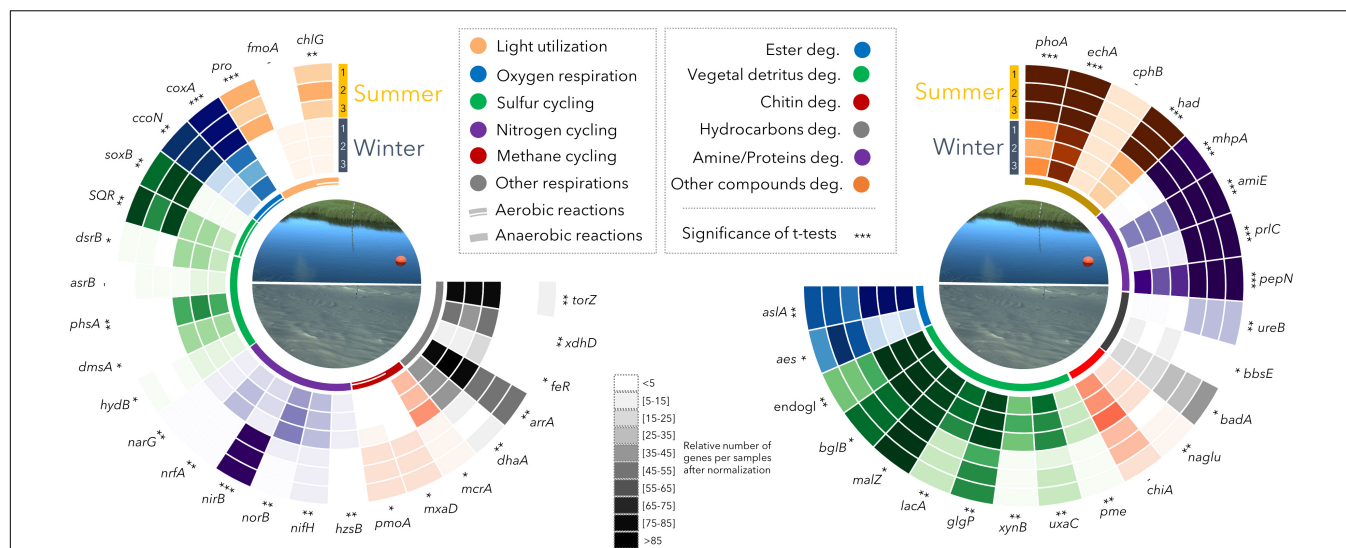 chlG
**
fmoA
-
pro
***
coxA
***
ccoN
**
soxB
**
SQR
**
dsrB *
asrB
phsA **
dmsA *
hydB *
narG **
nrfA **
nirB ***
norB **
nifH **
hzsB **
pmoA *
mxaD *
mcrA *
dhaA **
arrA **
feR *
xdhD **
torZ **
1
2
3
Summer
1
2
3
Winter
Light utilization
Oxygen respiration
Sulfur cycling
Nitrogen cycling
Methane cycling
Other respirations
Aerobic reactions
Anaerobic reactions
Ester deg.
Vegetal detritus deg.
Chitin deg.
Hydrocarbons deg.
Amine/Proteins deg.
Other compounds deg.
Significance of t-tests ***
<5
[5-15]
[15-25]
[25-35]
[35-45]
[45-55]
[55-65]
[65-75]
[75-85]
>85
Relative number of
genes per samples
after normalization
Summer
1
2
3
Winter
1
2
3
phoA
***
echA
***
cphB
had
***
mhpA
***
amiE
***
prlC
***
pepN
***
ureB
**
bbsE *
badA *
naglu **
chiA
pme **
uxaC **
xynB **
glgP **
lacA **
malZ *
bglB *
endogl *
aes *
aslA **